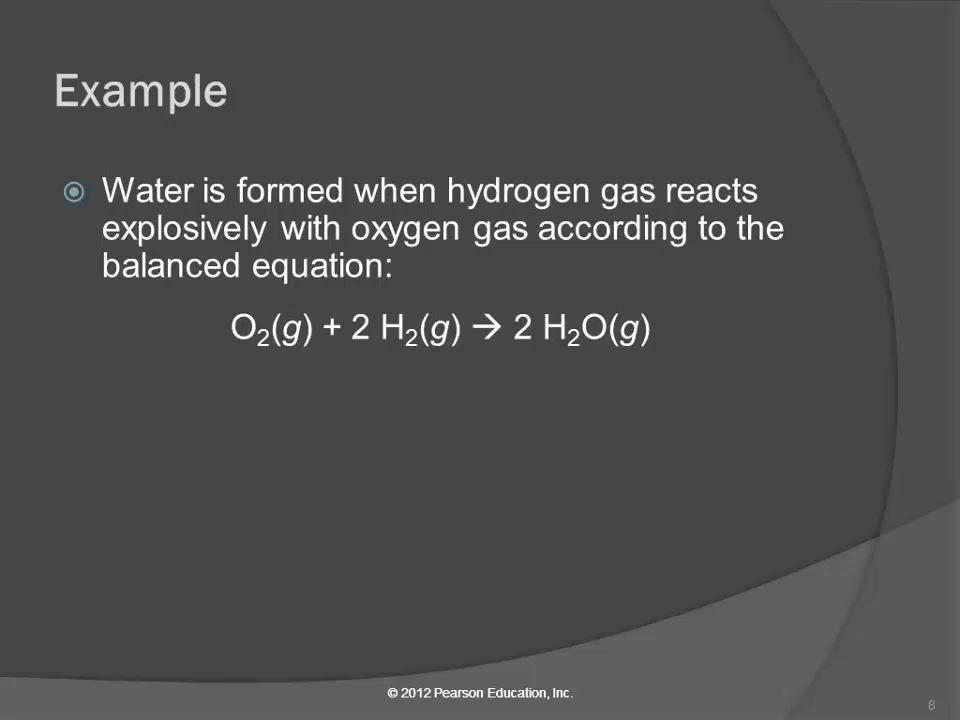 Example
Water is formed when hydrogen gas reacts
explosively with oxygen gas according to the
balanced equation:
O₂(g) + 2 H₂(g) → 2 H₂O(g)
© 2012 Pearson Education, Inc.
8